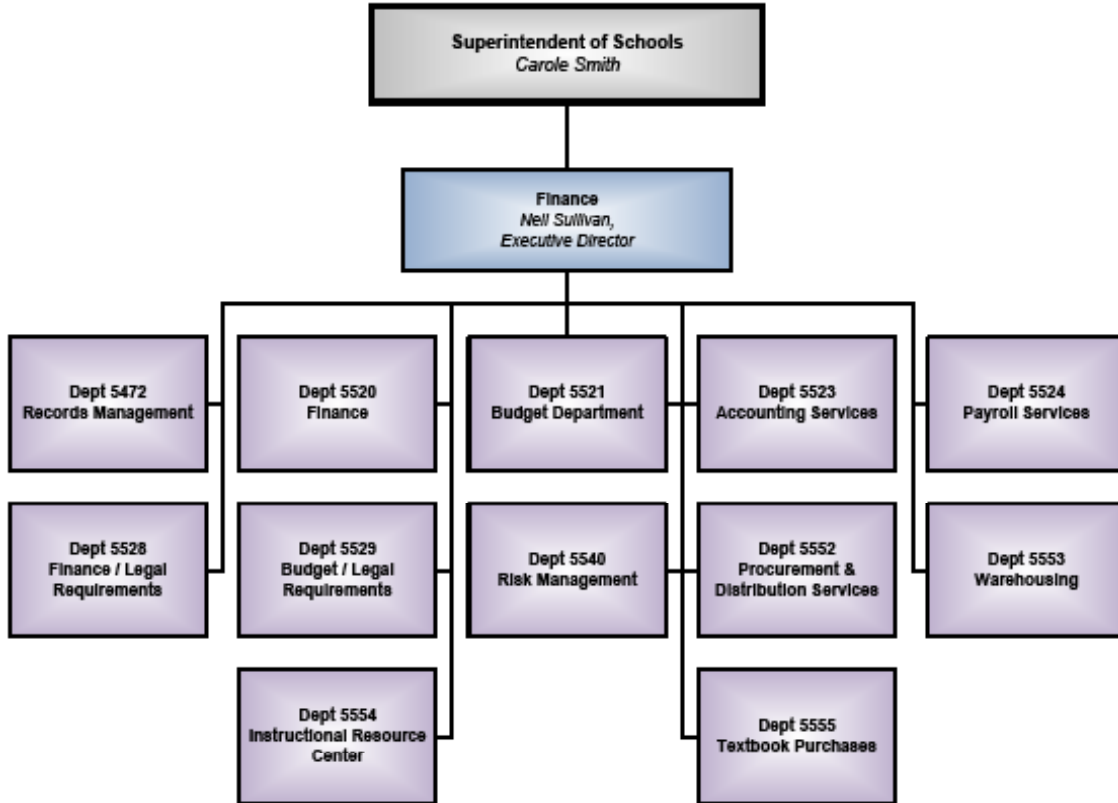 Superintendent of Schools
Carole Smith
Finance
Neil Sullivan,
Executive Director
Dept 5472
Records Management
Dept 5520
Finance
Dept 5521
Budget Department
Dept 5523
Accounting Services
Dept 5524
Payroll Services
Dept 5528
Finance / Legal
Requirements
Dept 5529
Budget / Legal
Requirements
Dept 5540
Risk Management
Dept 5552
Procurement &
Distribution Services
Dept 5553
Warehousing
Dept 5554
Instructional Resource
Center
Dept 5555
Textbook Purchases